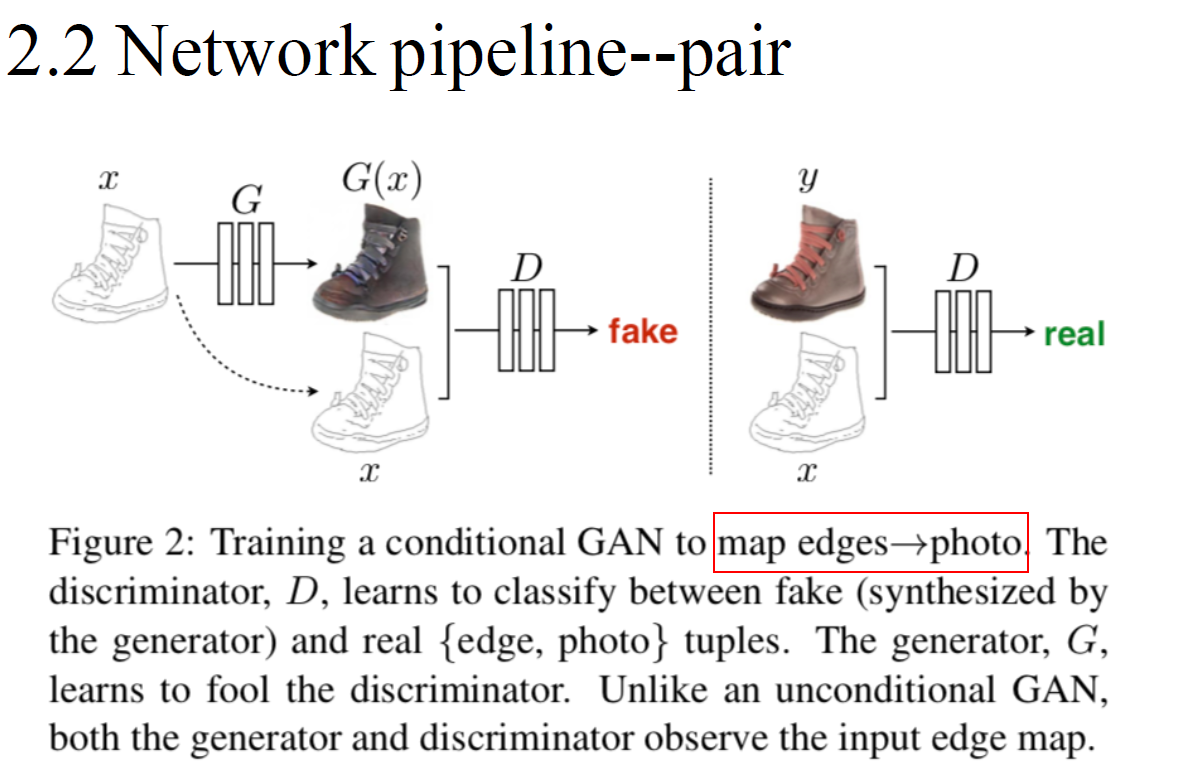 2.2 Network pipeline--pair
x
G
G(x)
D
fake
x
y
D
real
x
Figure 2: Training a conditional GAN to map edges→photo. The
discriminator, D, learns to classify between fake (synthesized by
the generator) and real {edge, photo} tuples. The generator, G,
learns to fool the discriminator. Unlike an unconditional GAN,
both the generator and discriminator observe the input edge map.